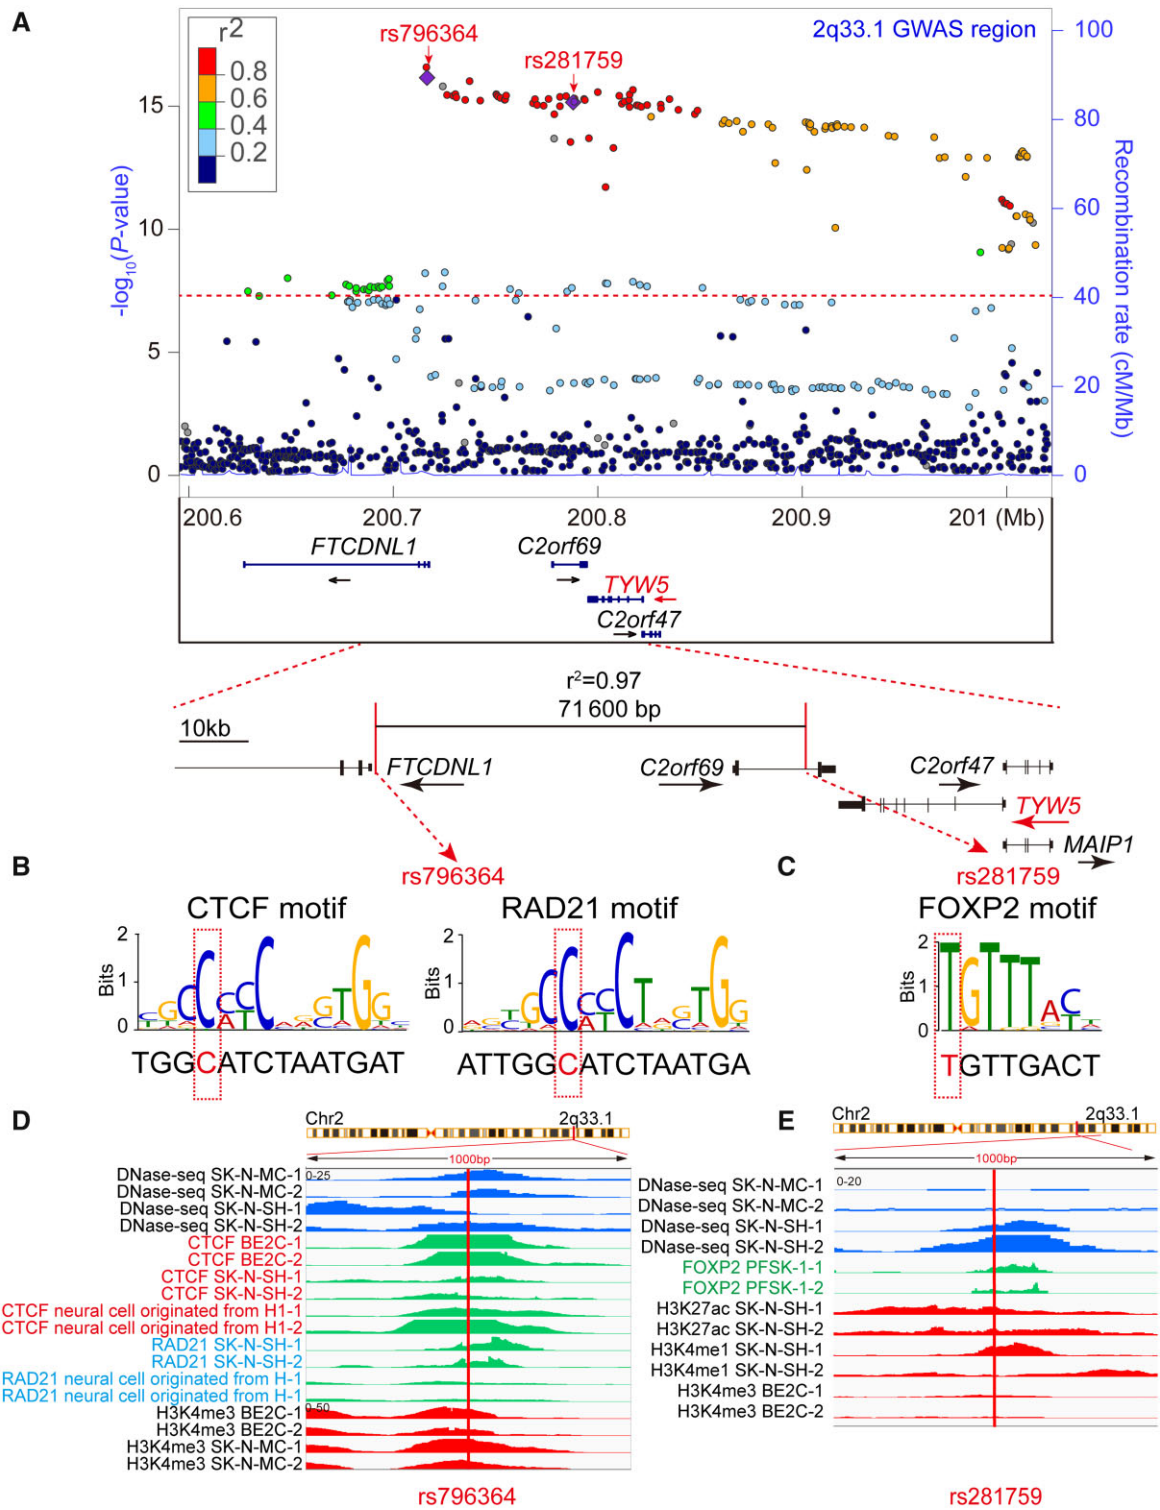 A
r²
0.8
0.6
0.4
0.2
rs796364
rs281759
2q33.1 GWAS region
-log₁₀(P-value)
15
10
5
0
Recombination rate (cM/Mb)
100
80
60
40
20
0
200.6 200.7 200.8 200.9 201 (Mb)
FTCDNL1 C2orf69
TYW5
C2orf47
r²=0.97
71 600 bp
10kb
FTCDNL1 C2orf69 C2orf47
TYW5
MAIP1
B
rs796364
C
rs281759
CTCF motif RAD21 motif FOXP2 motif
Bits
2
1
0
Bits
2
1
0
Bits
2
1
0
TGGCATCTAATGAT ATTGGCATCTAATGA TGTTGACT
D
Chr2 2q33.1
1000bp
0-25
DNase-seq SK-N-MC-1
DNase-seq SK-N-MC-2
DNase-seq SK-N-SH-1
DNase-seq SK-N-SH-2
CTCF BE2C-1
CTCF BE2C-2
CTCF SK-N-SH-1
CTCF SK-N-SH-2
CTCF neural cell originated from H1-1
CTCF neural cell originated from H1-2
RAD21 SK-N-SH-1
RAD21 SK-N-SH-2
RAD21 neural cell originated from H-1
RAD21 neural cell originated from H-1
0-50
H3K4me3 BE2C-1
H3K4me3 BE2C-2
H3K4me3 SK-N-MC-1
H3K4me3 SK-N-MC-2
rs796364
E
Chr2 2q33.1
1000bp
0-20
DNase-seq SK-N-MC-1
DNase-seq SK-N-MC-2
DNase-seq SK-N-SH-1
DNase-seq SK-N-SH-2
FOXP2 PFSK-1-1
FOXP2 PFSK-1-2
H3K27ac SK-N-SH-1
H3K27ac SK-N-SH-2
H3K4me1 SK-N-SH-1
H3K4me1 SK-N-SH-2
H3K4me3 BE2C-1
H3K4me3 BE2C-2
rs281759